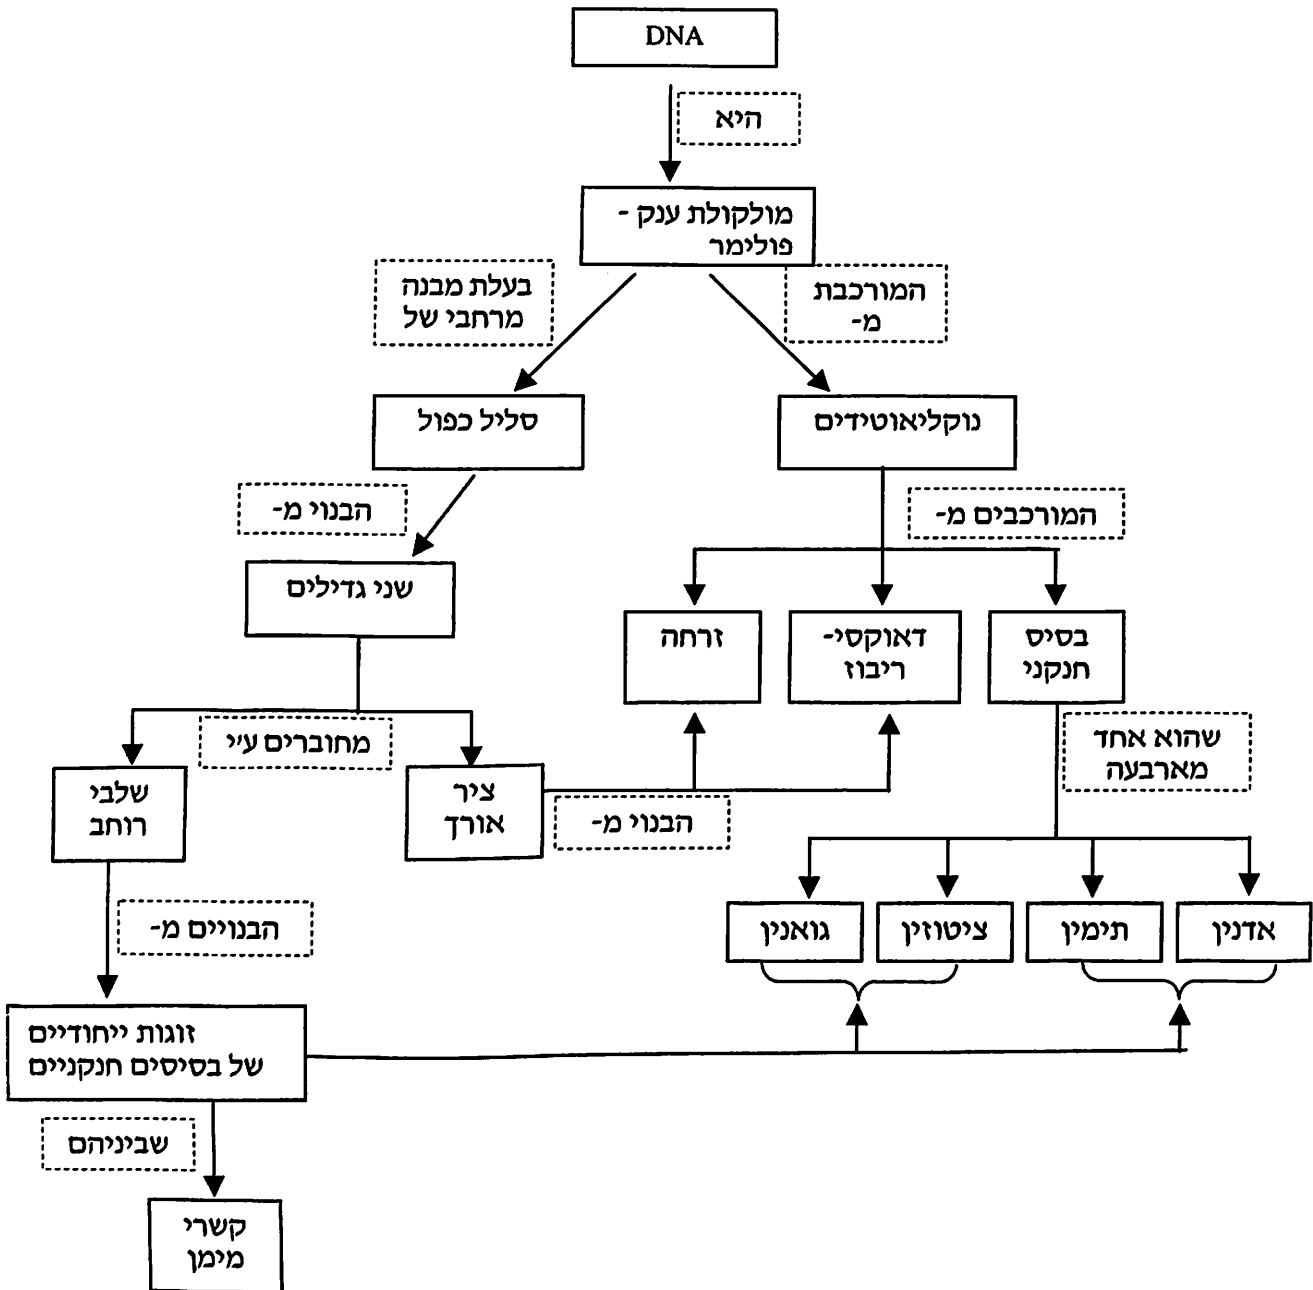 DNA
היא
מולקולת ענק -
פולימר
בעלת מבנה
מרחבי של
המורכבת
מ-
סליל כפול
נוקליאוטידים
הבנוי מ-
המורכבים מ-
שני גדילים
זרחה
דאוקסי-
ריבוז
בסיס
חנקני
מחוברים ע״י
שהוא אחד
מארבעה
שלבי
רוחב
ציר
אורך
הבנוי מ-
הבנויים מ-
גואנין
ציטוזין
תימין
אדנין
זוגות ייחודיים
של בסיסים חנקניים
שביניהם
קשרי
מימן